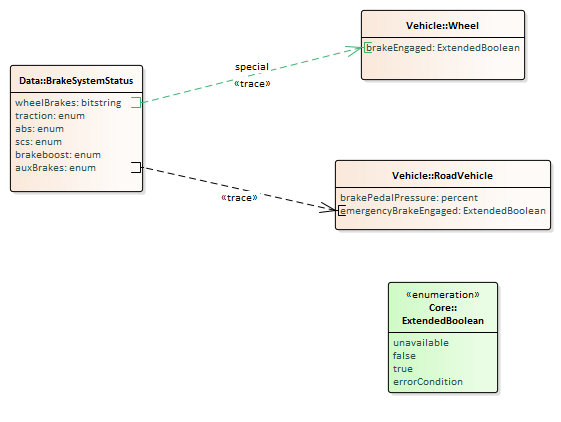 Vehicle::Wheel
brakeEngaged: ExtendedBoolean
special
«trace»
Data::BrakeSystemStatus
wheelBrakes: bitstring
traction: enum
abs: enum
scs: enum
brakeboost: enum
auxBrakes: enum
«trace»
Vehicle::RoadVehicle
brakePedalPressure: percent
emergencyBrakeEngaged: ExtendedBoolean
«enumeration»
Core::
ExtendedBoolean
unavailable
false
true
errorCondition